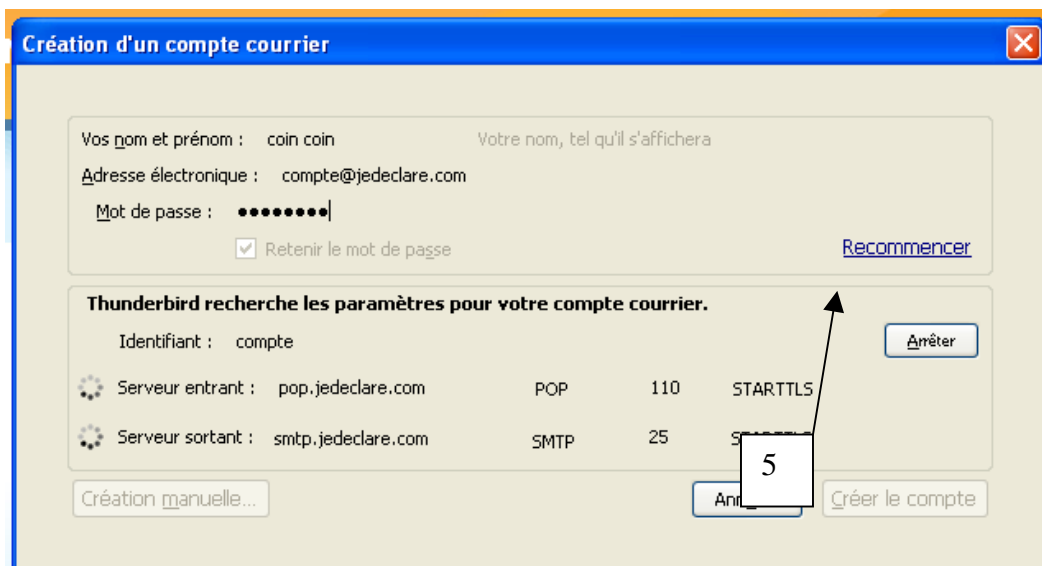 Création d'un compte courrier
Vos nom et prénom : coin coin Votre nom, tel qu'il s'affichera
Adresse électronique : compte@jedeclare.com
Mot de passe : ••••••••
Retenir le mot de passe
Recommencer
Thunderbird recherche les paramètres pour votre compte courrier.
Identifiant : compte
Arrêter
Serveur entrant : pop.jedeclare.com POP 110 STARTTLS
Serveur sortant : smtp.jedeclare.com SMTP 25
5
Création manuelle... Créer le compte